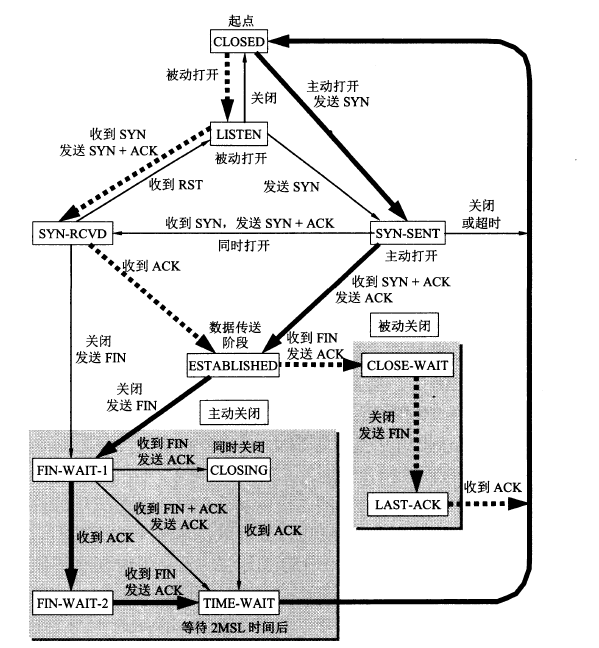 起点
CLOSED
被动打开
关闭
主动打开
发送 SYN
LISTEN
被动打开
收到 SYN
发送 SYN + ACK
收到 RST
发送 SYN
SYN-RCVD
收到 SYN，发送 SYN + ACK
同时打开
SYN-SENT
主动打开
关闭
或超时
收到 ACK
收到 SYN + ACK
发送 ACK
数据传送
阶段
ESTABLISHED
收到 FIN
发送 ACK
被动关闭
CLOSE-WAIT
关闭
发送 FIN
关闭
发送 FIN
主动关闭
关闭
发送 FIN
LAST-ACK
收到 ACK
FIN-WAIT-1
收到 FIN
发送 ACK
同时关闭
CLOSING
收到 ACK
收到 FIN + ACK
发送 ACK
收到 ACK
FIN-WAIT-2
收到 FIN
发送 ACK
TIME-WAIT
等待 2MSL 时间后